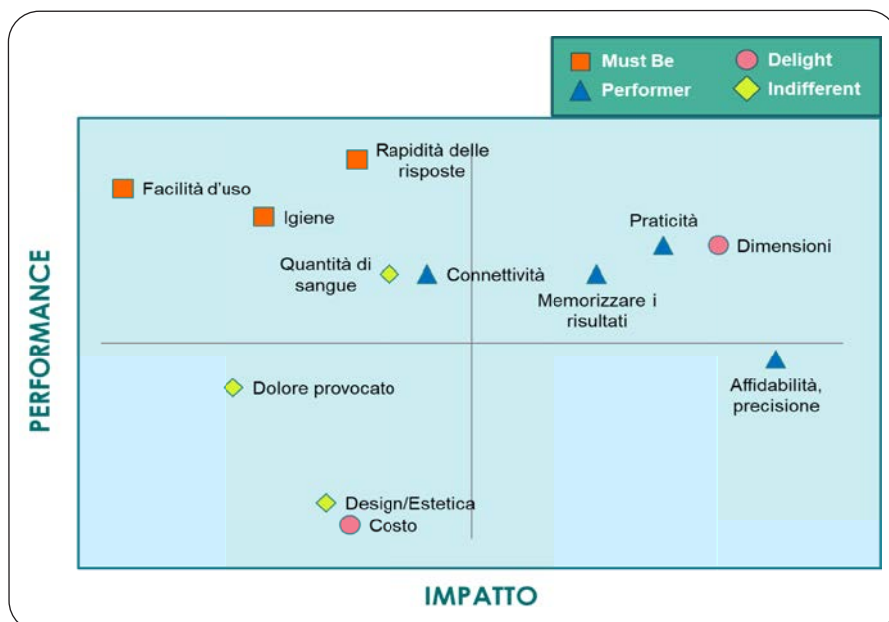 Must Be
Delight
Performer
Indifferent
Rapidità delle
risposte
Facilità d'uso
Igiene
Praticità
Dimensioni
Quantità di
sangue
Connettività
Memorizzare i
risultati
Affidabilità,
precisione
Dolore provocato
Design/Estetica
Costo
PERFORMANCE
IMPATTO